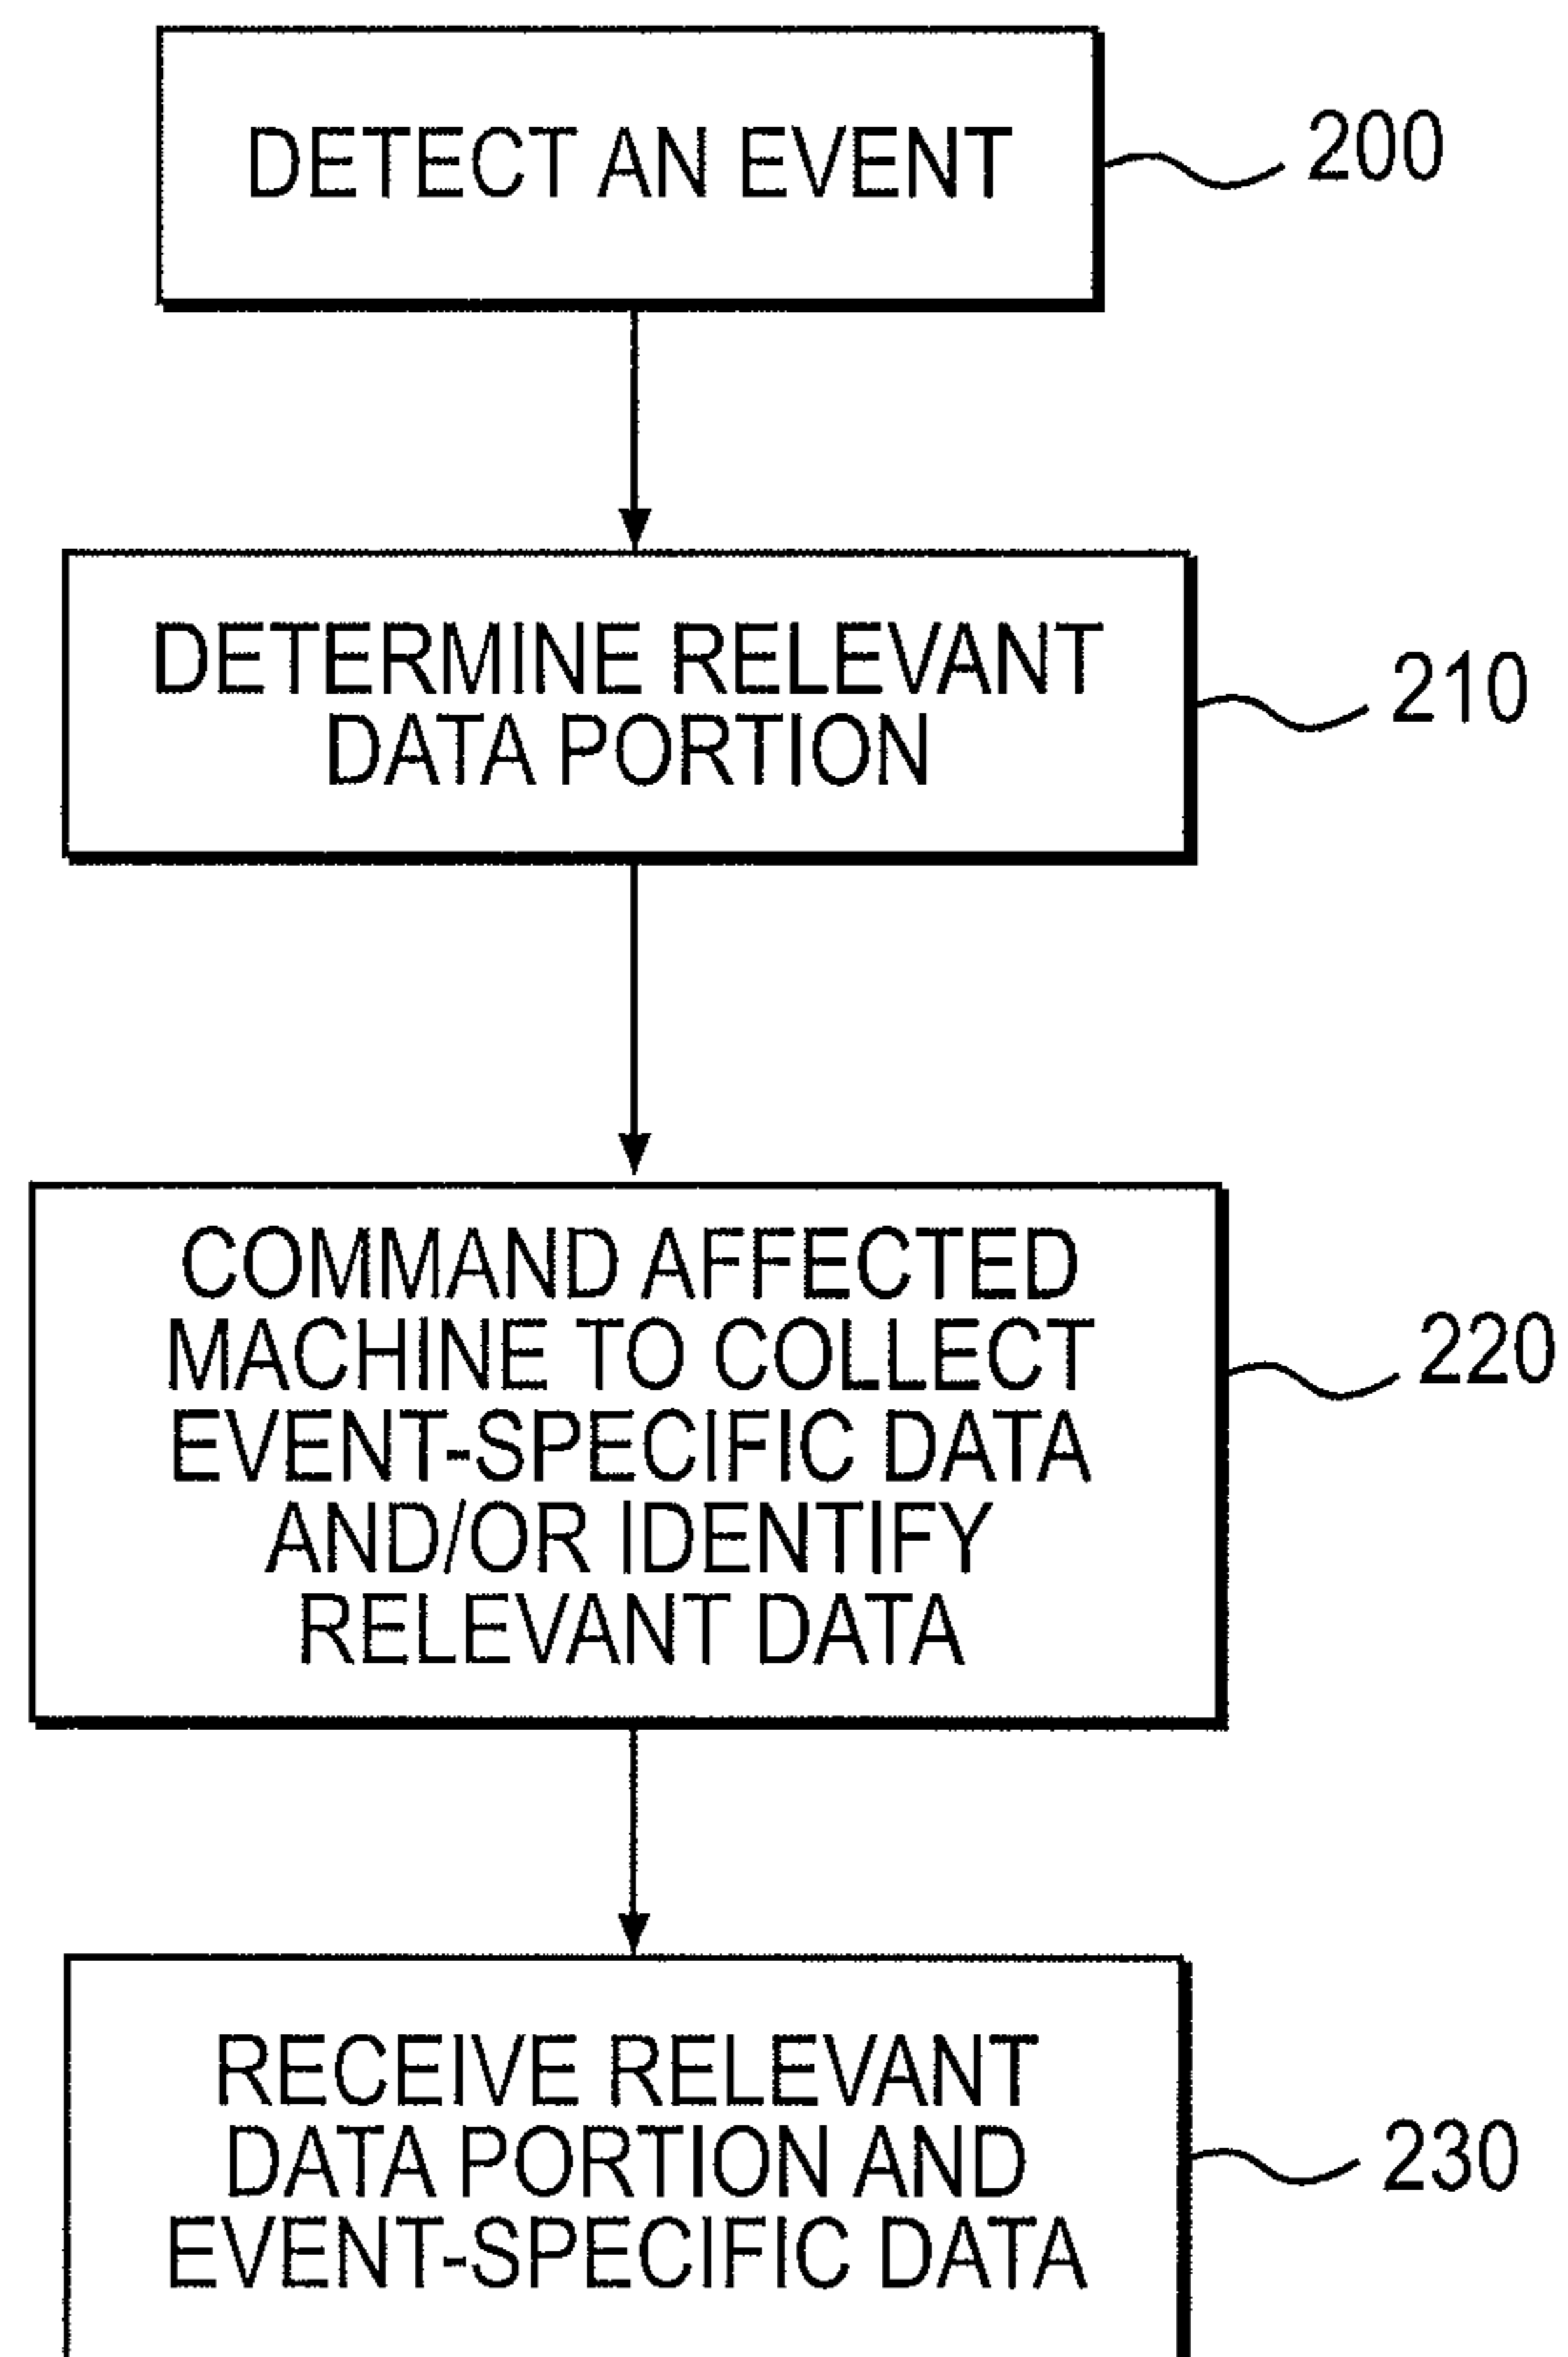 DETECT AN EVENT
200
DETERMINE RELEVANT
DATA PORTION
210
COMMAND AFFECTED
MACHINE TO COLLECT
EVENT-SPECIFIC DATA
AND/OR IDENTIFY
RELEVANT DATA
220
RECEIVE RELEVANT
DATA PORTION AND
EVENT-SPECIFIC DATA
230